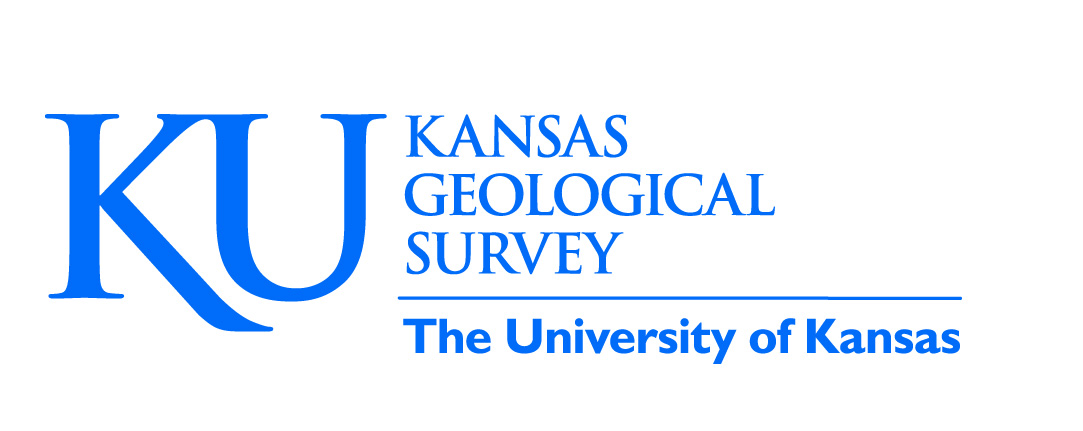 KU
KANSAS
GEOLOGICAL
SURVEY
The University of Kansas